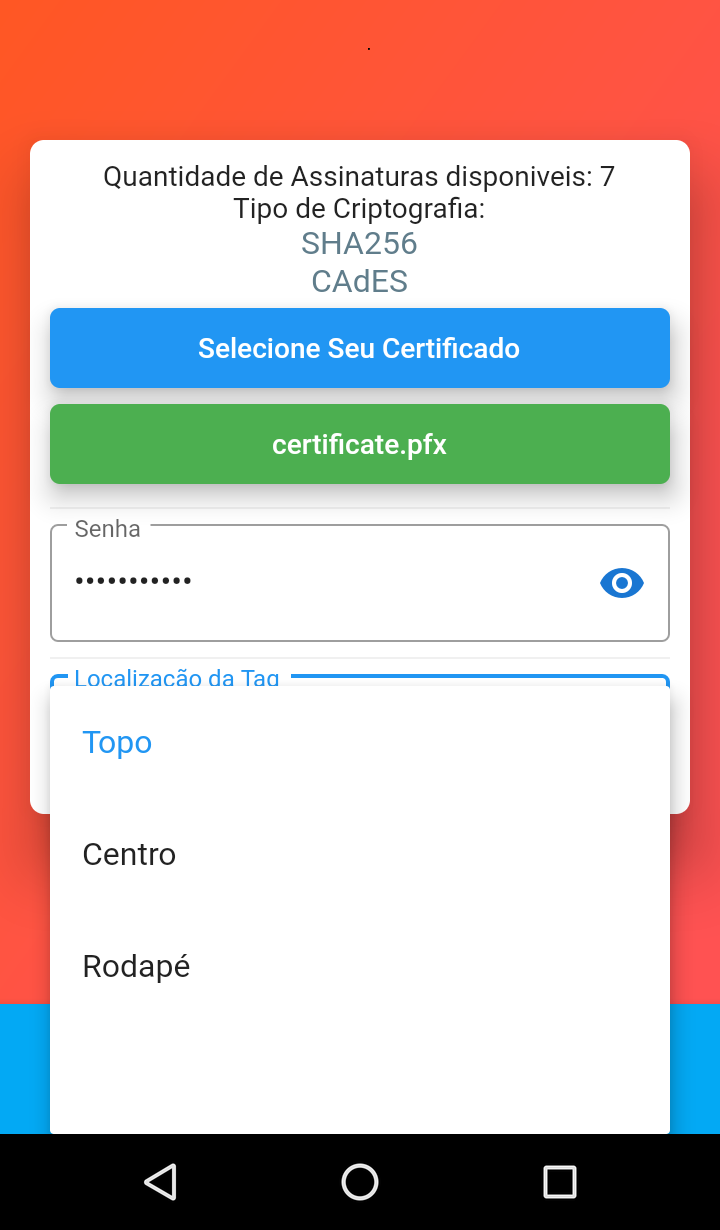 Quantidade de Assinaturas disponiveis: 7
Tipo de Criptografia:
SHA256
CAdES
Selecione Seu Certificado
certificate.pfx
Senha
•••••••••••
Localização da Tag
Topo
Centro
Rodapé